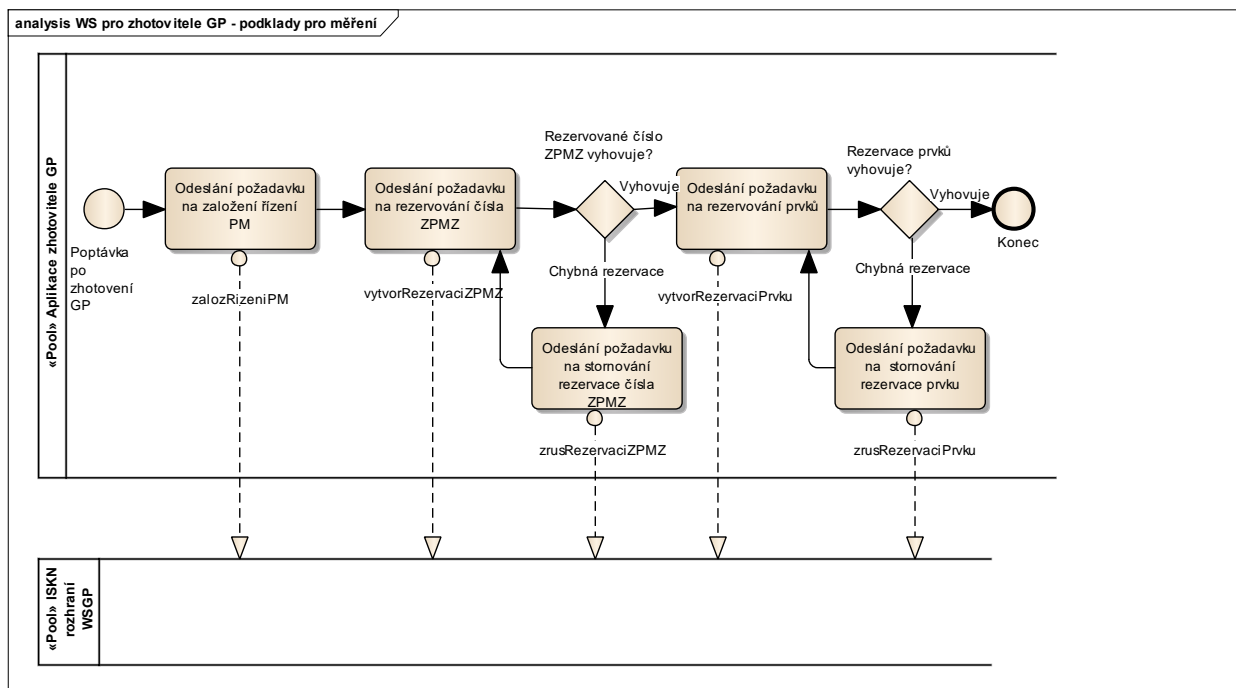 analysis WS pro zhotovitele GP - podklady pro měření
«Pool» Aplikace zhotovitele GP
Poptávka
po
zhotovení
GP
Odeslání požadavku
na založení řízení
PM
zalozRizeniPM
Odeslání požadavku
na rezervování čísla
ZPMZ
vytvorRezervaciZPMZ
Rezervované číslo
ZPMZ vyhovuje?
Vyhovuje
Chybná rezervace
Odeslání požadavku
na stornování
rezervace čísla
ZPMZ
zrusRezervaciZPMZ
Odeslání požadavku
na rezervování prvků
vytvorRezervaciPrvku
Rezervace prvků
vyhovuje?
Vyhovuje
Konec
Chybná rezervace
Odeslání požadavku
na stornování
rezervace prvku
zrusRezervaciPrvku
«Pool» ISKN
rozhraní
WSGP